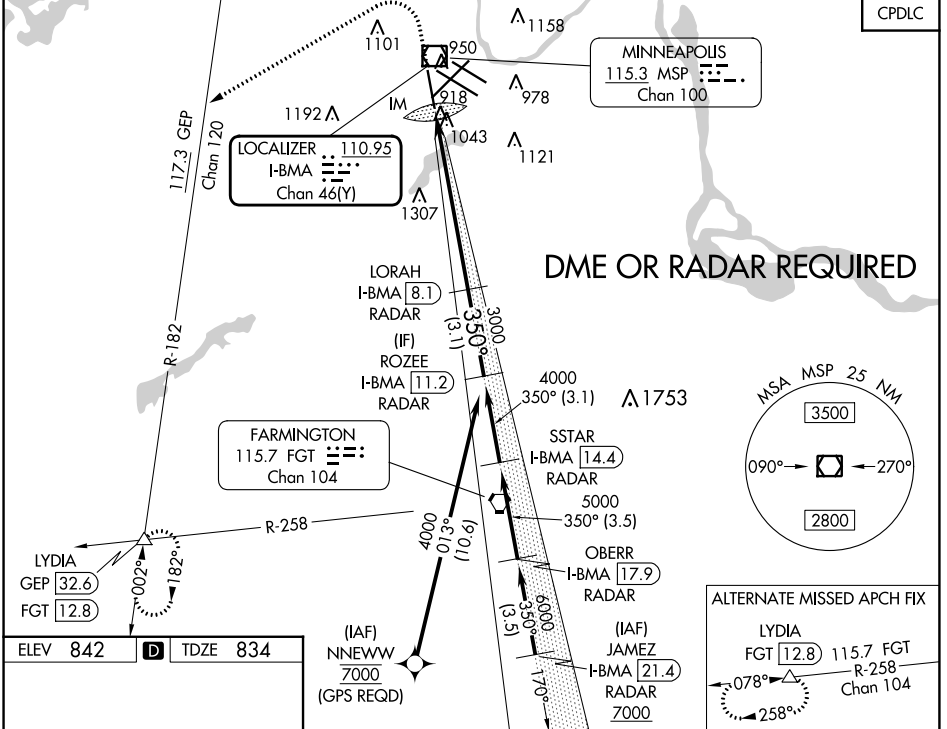 CPDLC
1158
1101
950
MINNEAPOLIS
115.3 MSP
Chan 100
978
918
IM
1192
1043
1121
117.3 GEP
Chan 120
LOCALIZER 110.95
I-BMA
Chan 46(Y)
1307
DME OR RADAR REQUIRED
LORAH
I-BMA 8.1
RADAR
350°
(3.1)
3000
R-182
(IF)
ROZEE
I-BMA 11.2
RADAR
4000
350° (3.1)
1753
MSA MSP 25 NM
3500
090°
270°
2800
FARMINGTON
115.7 FGT
Chan 104
SSTAR
I-BMA 14.4
RADAR
5000
350° (3.5)
R-258
4000
013°
(10.6)
OBERR
I-BMA 17.9
RADAR
LYDIA
GEP 32.6
FGT 12.8
002°
182°
6000
350°
(3.5)
170°
(IAF)
JAMEZ
I-BMA 21.4
RADAR
7000
(IAF)
NNEWW
7000
(GPS REQD)
ALTERNATE MISSED APCH FIX
LYDIA
FGT 12.8 115.7 FGT
R-258
Chan 104
078°
258°
ELEV 842 D TDZE 834